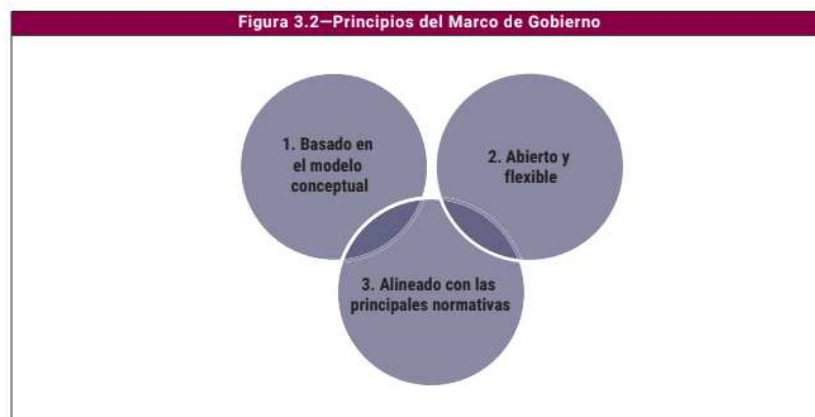 Figura 3.2—Principios del Marco de Gobierno
1. Basado en
el modelo
conceptual
2. Abierto y
flexible
3. Alineado con las
principales normativas